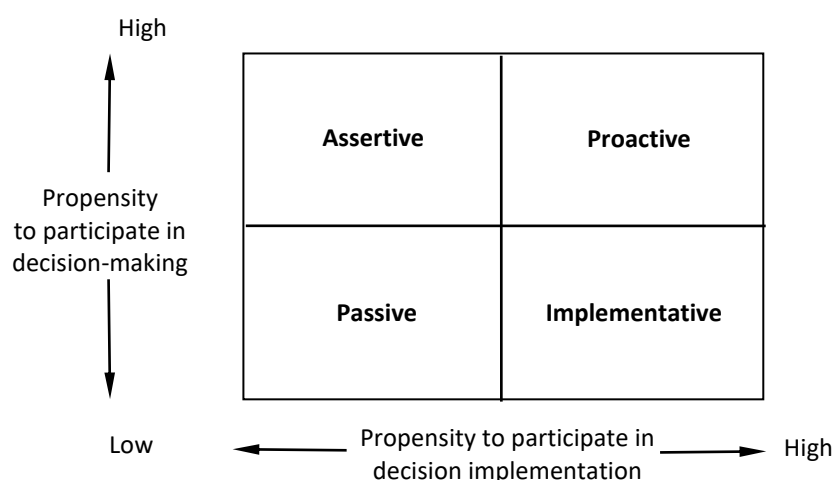 High
Assertive
Proactive
Propensity
to participate in
decision-making
Passive
Implementative
Low
Propensity to participate in
decision implementation
High